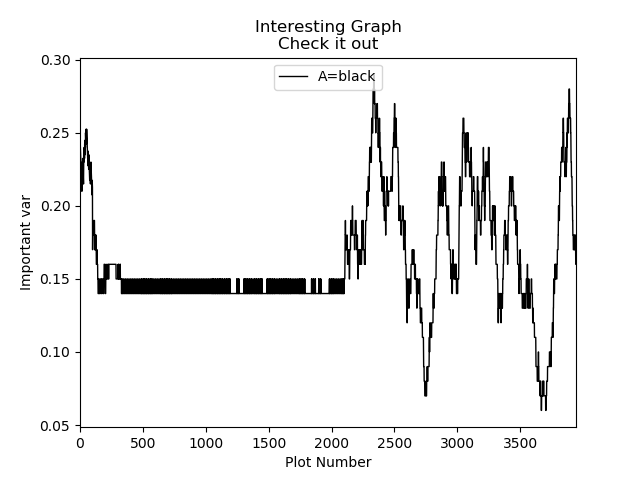 Interesting Graph
Check it out
A=black
Important var
0.30
0.25
0.20
0.15
0.10
0.05
0 500 1000 1500 2000 2500 3000 3500
Plot Number